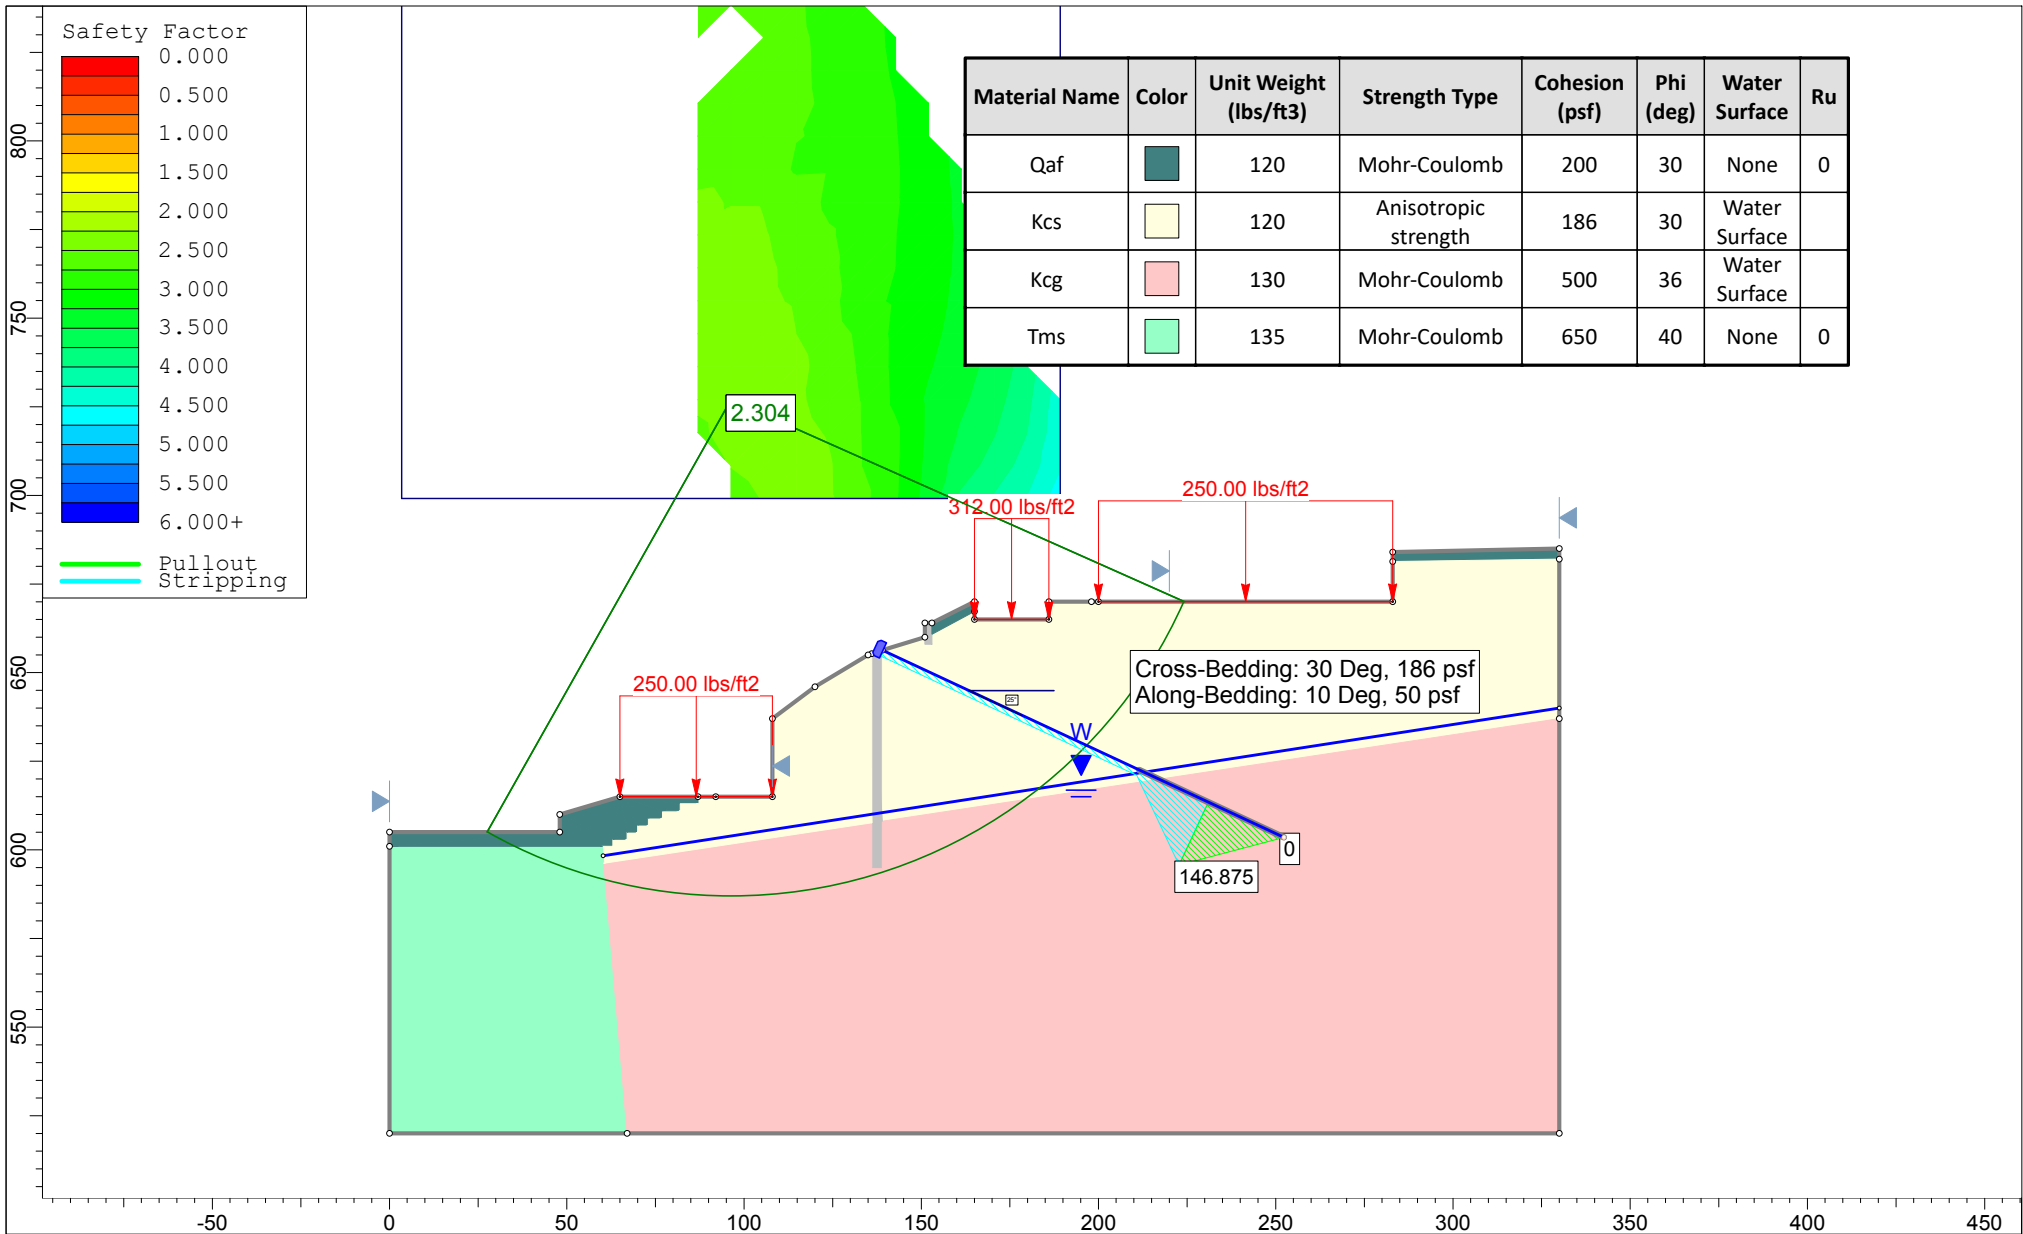 Safety Factor
0.000
0.500
1.000
1.500
2.000
2.500
3.000
3.500
4.000
4.500
5.000
5.500
6.000+
Pullout
Stripping
Material Name Color Unit Weight (lbs/ft3) Strength Type Cohesion (psf) Phi (deg) Water Surface Ru
Qaf 120 Mohr-Coulomb 200 30 None 0
Kcs 120 Anisotropic strength 186 30 Water Surface
Kcg 130 Mohr-Coulomb 500 36 Water Surface
Tms 135 Mohr-Coulomb 650 40 None 0
2.304
312.00 lbs/ft2
250.00 lbs/ft2
250.00 lbs/ft2
Cross-Bedding: 30 Deg, 186 psf
Along-Bedding: 10 Deg, 50 psf
25°
W
0
146.875
800
750
700
650
600
550
-50 0 50 100 150 200 250 300 350 400 450